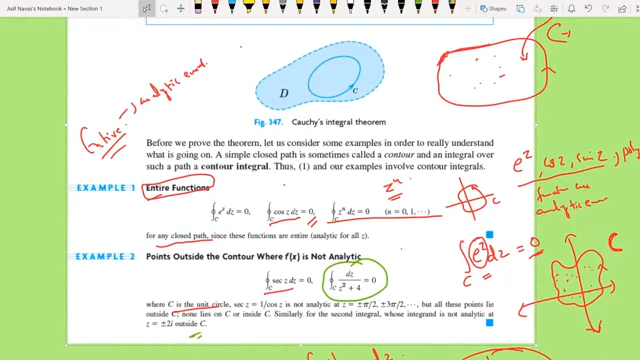 Asif Navas's Notebook » New Section 1
D
C
C
Fig. 347. Cauchy's integral theorem
Entire → analytic
Before we prove the theorem, let us consider some examples in order to really understand
what is going on. A simple closed path is sometimes called a contour and an integral over
such a path a contour integral. Thus, (1) and our examples involve contour integrals.
e^z, cos z, sin z, poly
EXAMPLE 1 Entire Functions
z^n
∮_C e^z dz = 0, ∮_C cos z dz = 0, ∮_C z^n dz = 0 (n = 0, 1, ···)
C
analytic
for any closed path, since these functions are entire (analytic for all z).
∫_C e^z dz = 0
C
EXAMPLE 2 Points Outside the Contour Where f(x) is Not Analytic
∮_C sec z dz = 0, ∮_C dz/(z^2 + 4) = 0
where C is the unit circle, sec z = 1/cos z is not analytic at z = ±π/2, ±3π/2, ···, but all these points lie
outside C; none lies on C or inside C. Similarly for the second integral, whose integrand is not analytic at
z = ±2i outside C.